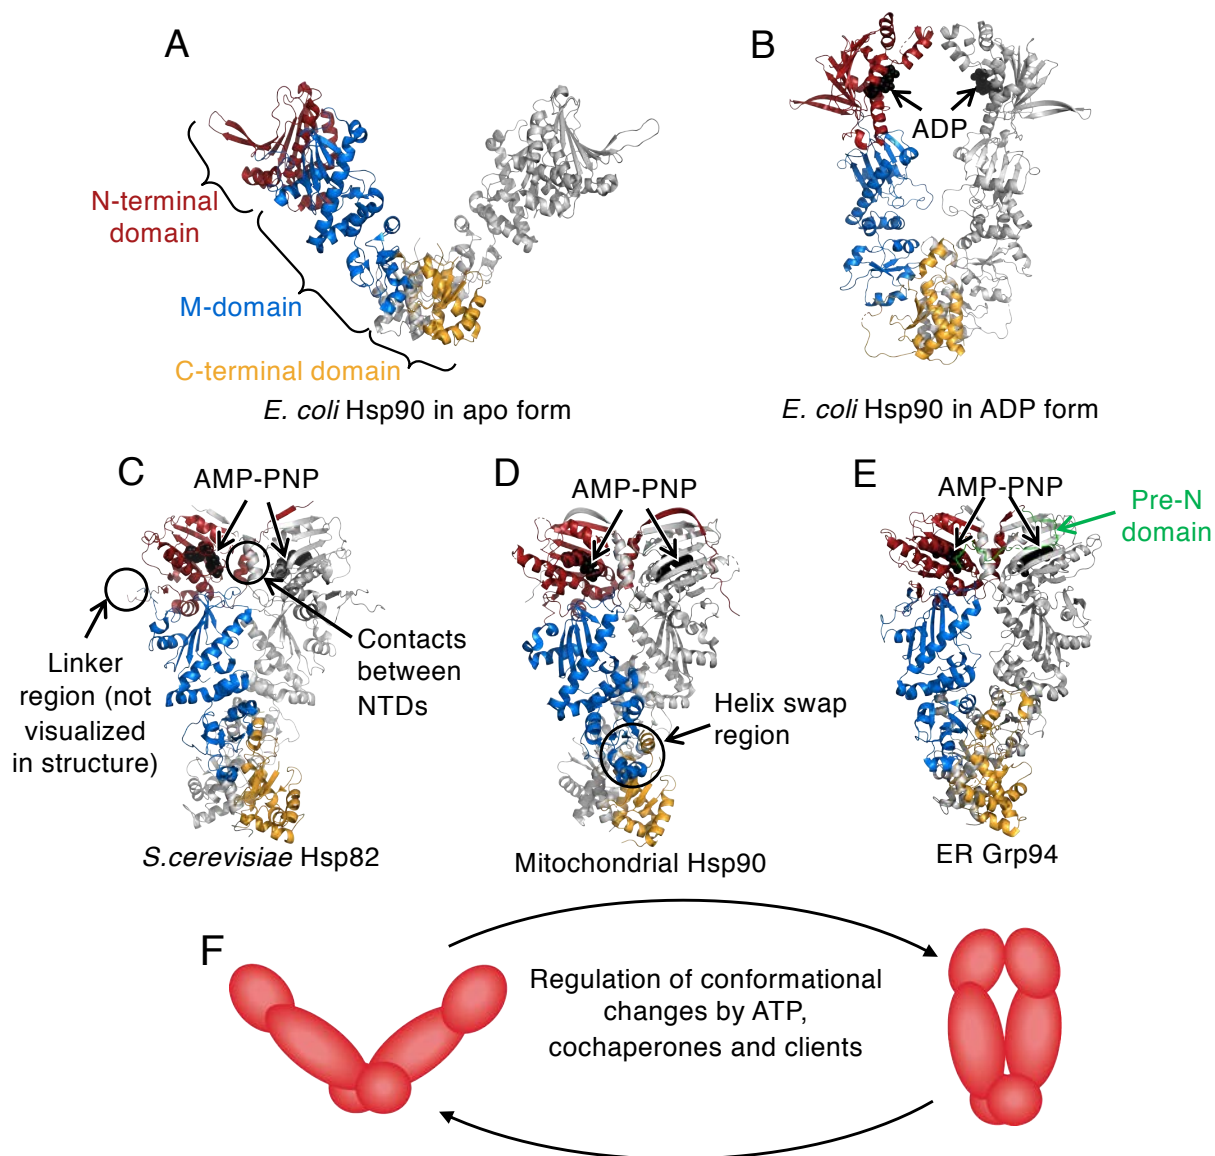 A
N-terminal
domain
M-domain
C-terminal domain
E. coli Hsp90 in apo form
B
ADP
E. coli Hsp90 in ADP form
C
AMP-PNP
Linker
region (not
visualized
in structure)
Contacts
between
NTDs
S.cerevisiae Hsp82
D
AMP-PNP
Helix swap
region
Mitochondrial Hsp90
E
AMP-PNP
Pre-N
domain
ER Grp94
F
Regulation of conformational
changes by ATP,
cochaperones and clients